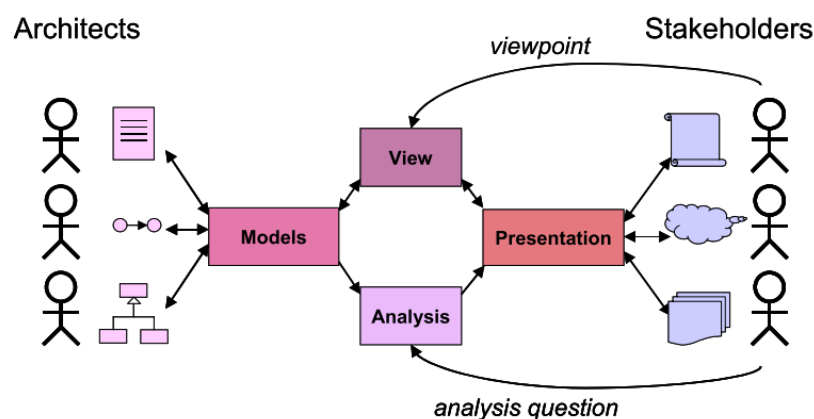 Architects
Stakeholders
viewpoint
View
Models
Presentation
Analysis
analysis question